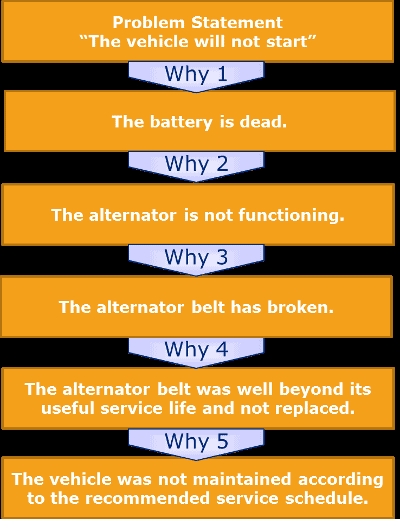 Problem Statement
“The vehicle will not start”
Why 1
The battery is dead.
Why 2
The alternator is not functioning.
Why 3
The alternator belt has broken.
Why 4
The alternator belt was well beyond its
useful service life and not replaced.
Why 5
The vehicle was not maintained according
to the recommended service schedule.